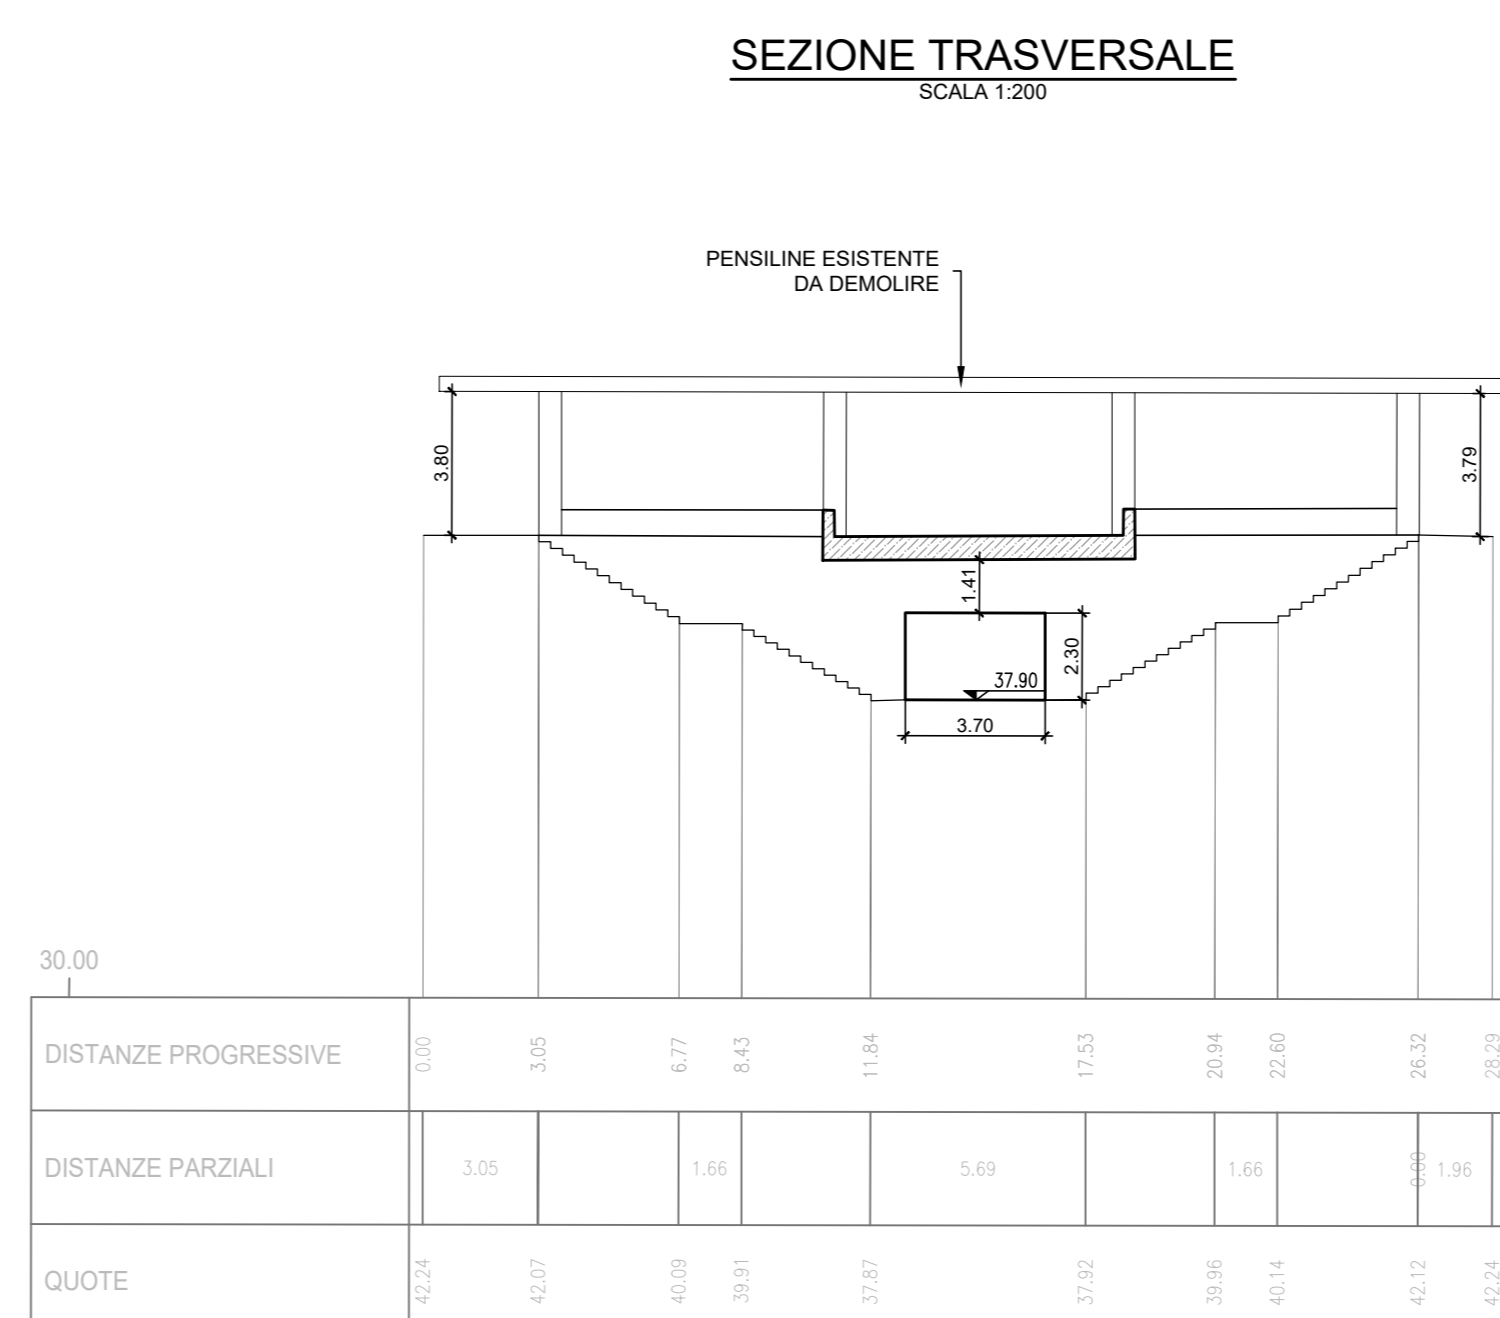 SEZIONE TRASVERSALE
SCALA 1:200
PENSILINE ESISTENTE
DA DEMOLIRE
3.80
3.79
1.41
2.30
37.90
3.70
30.00
DISTANZE PROGRESSIVE 0.00 3.05 6.77 8.43 11.84 17.53 20.94 22.60 26.32 28.29
DISTANZE PARZIALI 3.05 1.66 5.69 1.66 0.00 1.96
QUOTE 42.24 42.07 40.09 39.91 37.87 37.92 39.96 40.14 42.12 42.24